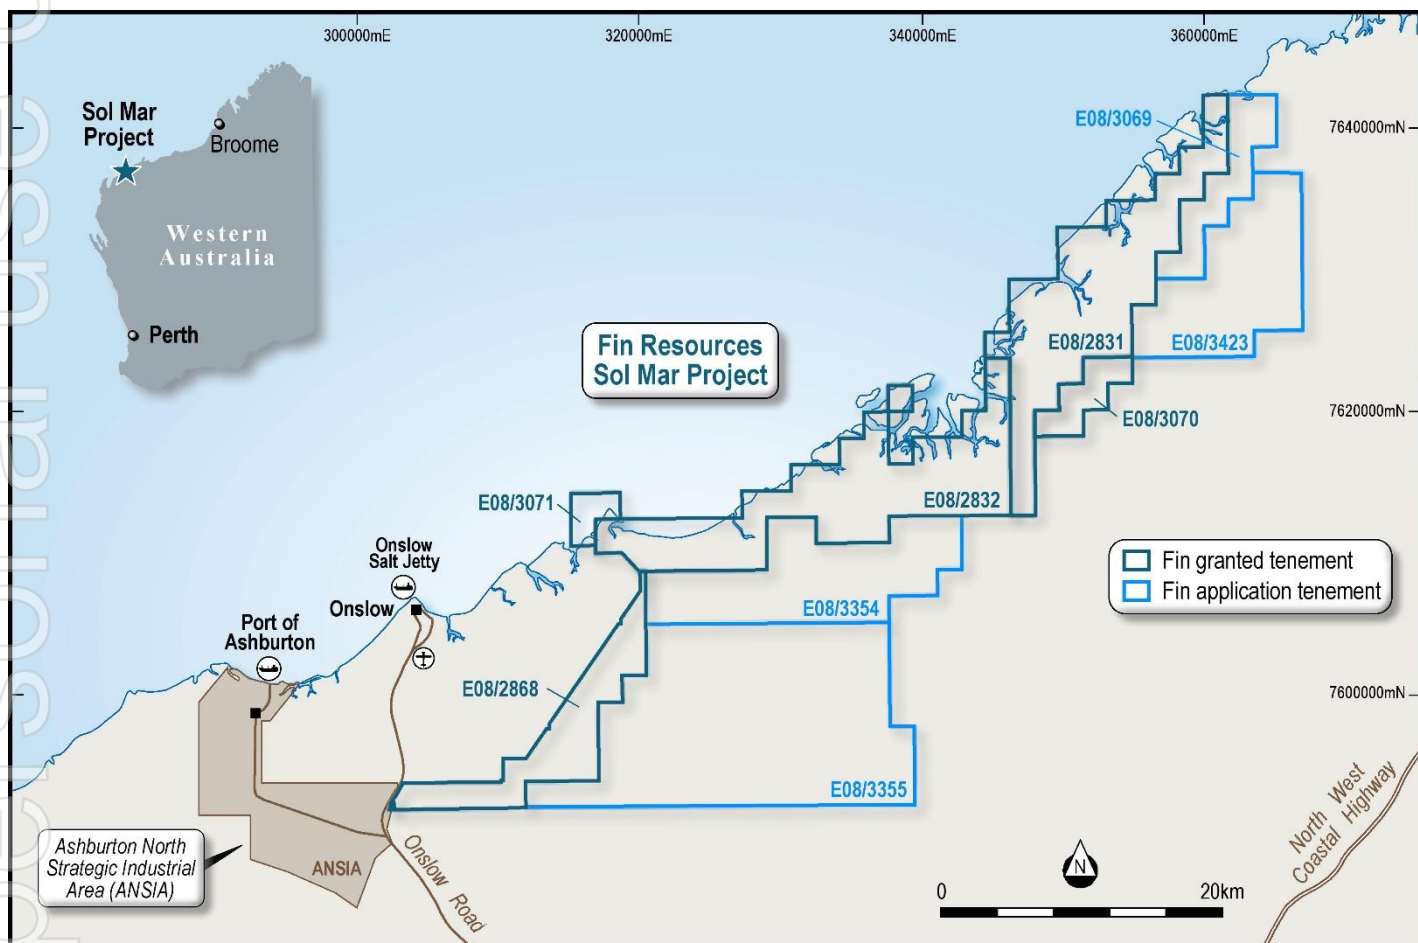 300000mE
320000mE
340000mE
360000mE
Sol Mar
Project
Broome
Western
Australia
Perth
E08/3069
7640000mN
Fin Resources
Sol Mar Project
E08/2831
E08/3423
E08/3070
7620000mN
E08/3071
E08/2832
Onslow
Salt Jetty
Onslow
Port of
Ashburton
Fin granted tenement
Fin application tenement
E08/3354
E08/2868
7600000mN
E08/3355
Ashburton North
Strategic Industrial
Area (ANSIA)
ANSIA
Onslow Road
North West
Coastal Highway
N
0
20km
personal use